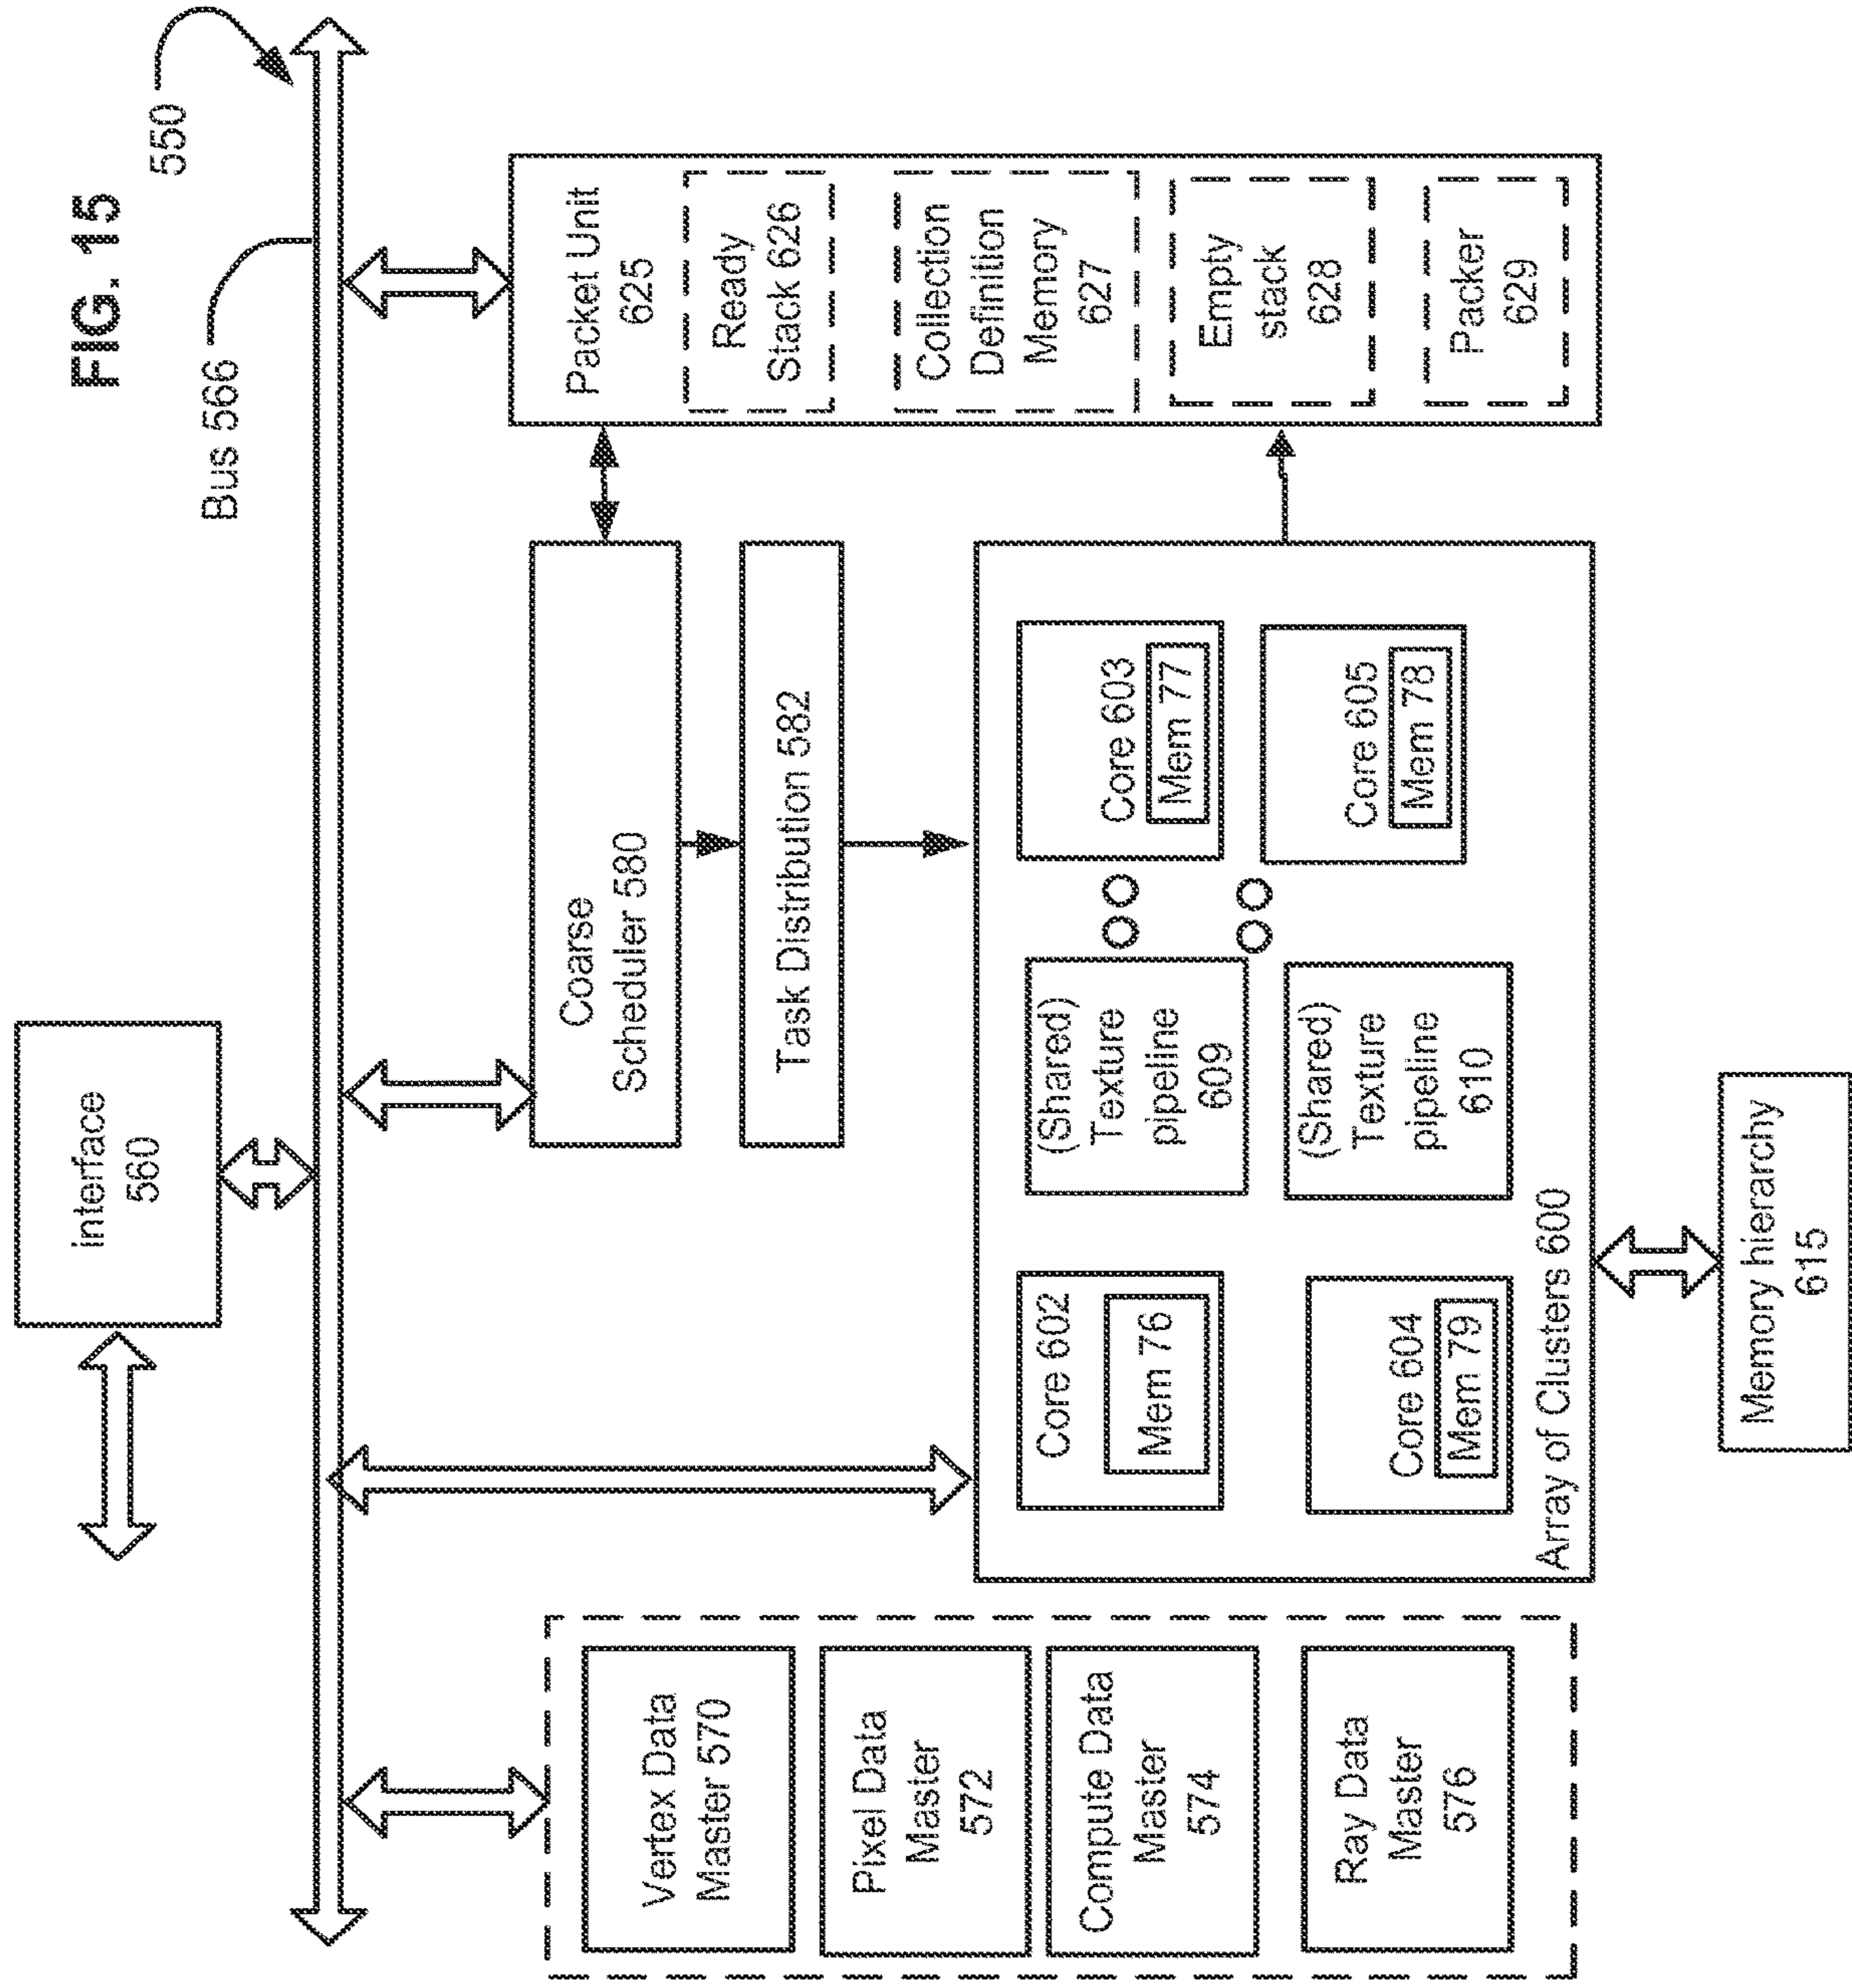 FIG. 15
550
Bus 566
interface
560
Vertex Data
Master 570
Pixel Data
Master
572
Compute Data
Master
574
Ray Data
Master
576
Coarse
Scheduler 580
Task Distribution 582
Core 602
Mem 76
(Shared)
Texture
pipeline
609
Core 603
Mem 77
Core 604
Mem 79
(Shared)
Texture
pipeline
610
Core 605
Mem 78
Array of Clusters 600
Memory hierarchy
615
Packet Unit
625
Ready
Stack 626
Collection
Definition
Memory
627
Empty
stack
628
Packer
629